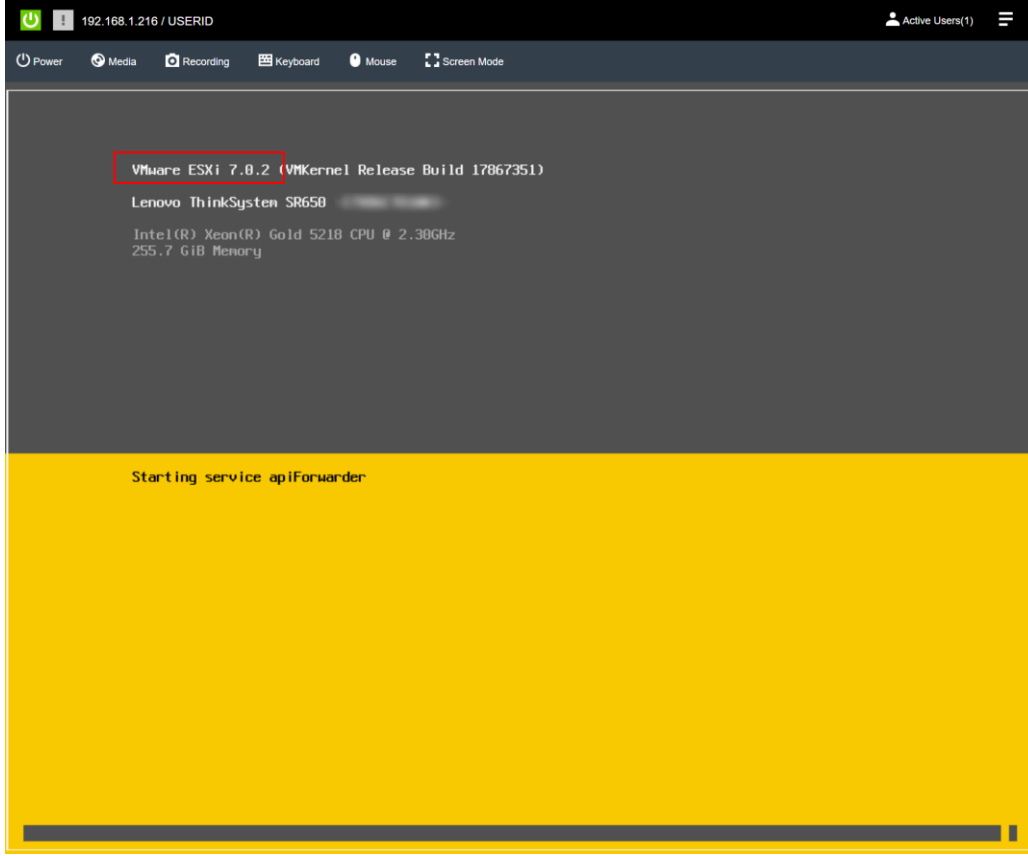 192.168.1.216 / USERID
Active Users(1)
Power Media Recording Keyboard Mouse Screen Mode
VMware ESXi 7.0.2 (VMKernel Release Build 17867351)
Lenovo ThinkSystem SR650
Intel(R) Xeon(R) Gold 5218 CPU @ 2.30GHz
255.7 GiB Memory
Starting service apiForwarder